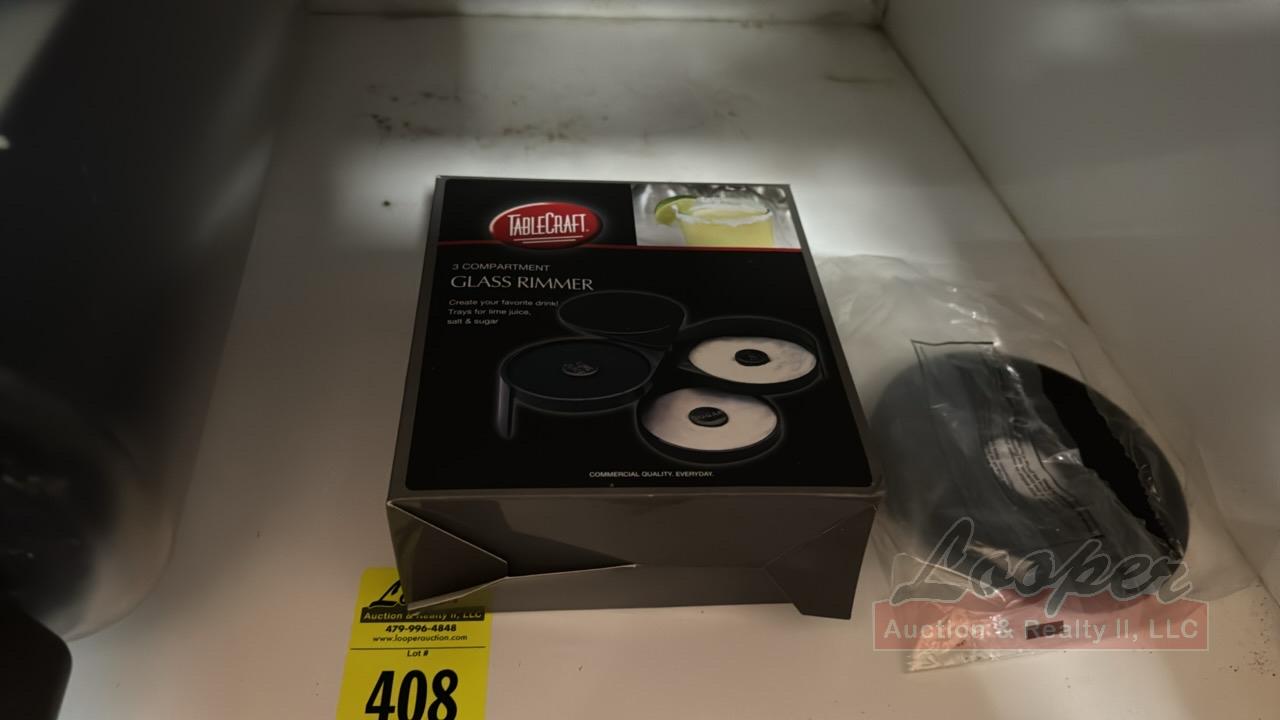 TABLECRAFT
3 COMPARTMENT
GLASS RIMMER
Create your favorite drink!
Trays for lime juice,
salt & sugar
SUGAR
COMMERCIAL QUALITY. EVERYDAY.
Auction & Realty II, LLC
479-996-4848
www.looperauction.com
Lot #
408
Looper
Auction & Realty II, LLC